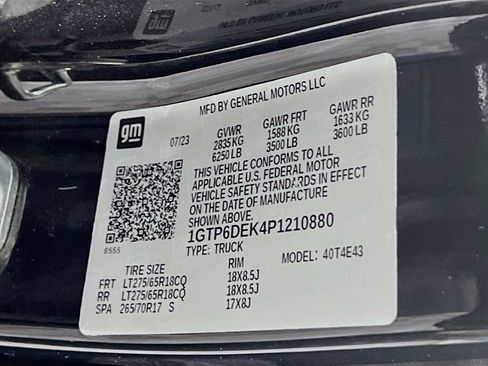 MFD BY GENERAL MOTORS LLC
gm
07/23
GVWR GAWR FRT GAWR RR
2835 KG 1588 KG 1633 KG
6250 LB 3500 LB 3600 LB
THIS VEHICLE CONFORMS TO ALL
APPLICABLE U.S. FEDERAL MOTOR
VEHICLE SAFETY STANDARDS IN EFFECT
ON THE DATE OF MANUFACTURE
SHOWN ABOVE.
8555
1GTP6DEK4P1210880
TYPE: TRUCK MODEL: 40T4E43
TIRE SIZE RIM
FRT LT275/65R18CQ 18X8.5J
RR LT275/65R18CQ 18X8.5J
SPA 265/70R17 S 17X8J